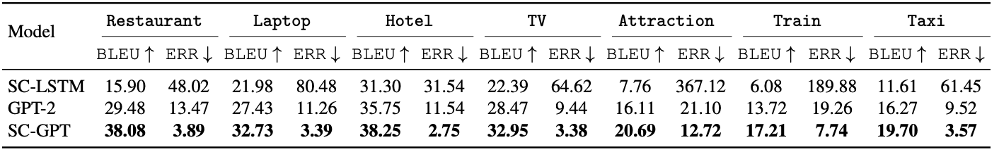 Model Restaurant Laptop Hotel TV Attraction Train Taxi
BLEU ↑ ERR ↓ BLEU ↑ ERR ↓ BLEU ↑ ERR ↓ BLEU ↑ ERR ↓ BLEU ↑ ERR ↓ BLEU ↑ ERR ↓ BLEU ↑ ERR ↓
SC-LSTM 15.90 48.02 21.98 80.48 31.30 31.54 22.39 64.62 7.76 367.12 6.08 189.88 11.61 61.45
GPT-2 29.48 13.47 27.43 11.26 35.75 11.54 28.47 9.44 16.11 21.10 13.72 19.26 16.27 9.52
SC-GPT 38.08 3.89 32.73 3.39 38.25 2.75 32.95 3.38 20.69 12.72 17.21 7.74 19.70 3.57